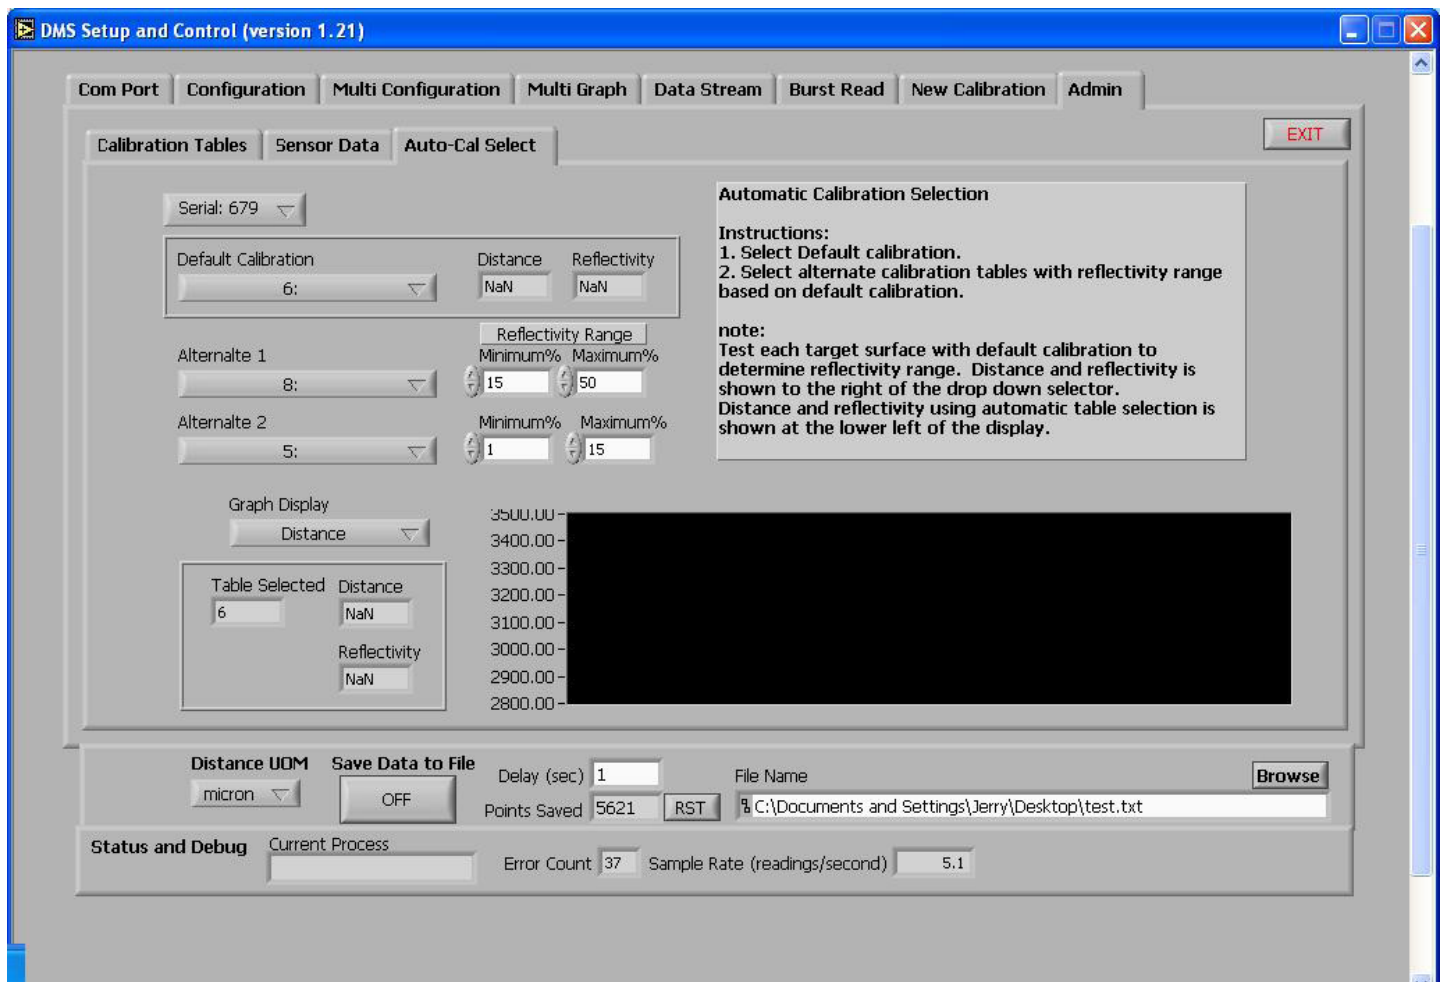 DMS Setup and Control (version 1.21)
Com Port Configuration Multi Configuration Multi Graph Data Stream Burst Read New Calibration Admin
EXIT
Calibration Tables Sensor Data Auto-Cal Select
Serial: 679
Default Calibration Distance Reflectivity
6: NaN NaN
Reflectivity Range
Alternalte 1 Minimum% Maximum%
8: 15 50
Alternalte 2 Minimum% Maximum%
5: 1 15
Automatic Calibration Selection
Instructions:
1. Select Default calibration.
2. Select alternate calibration tables with reflectivity range
based on default calibration.
note:
Test each target surface with default calibration to
determine reflectivity range. Distance and reflectivity is
shown to the right of the drop down selector.
Distance and reflectivity using automatic table selection is
shown at the lower left of the display.
Graph Display
Distance
Table Selected Distance
6 NaN
Reflectivity
NaN
3500.00
3400.00
3300.00
3200.00
3100.00
3000.00
2900.00
2800.00
Distance UOM Save Data to File
micron OFF
Delay (sec) 1
Points Saved 5621 RST
File Name Browse
C:\Documents and Settings\Jerry\Desktop\test.txt
Status and Debug Current Process
Error Count 37 Sample Rate (readings/second) 5.1